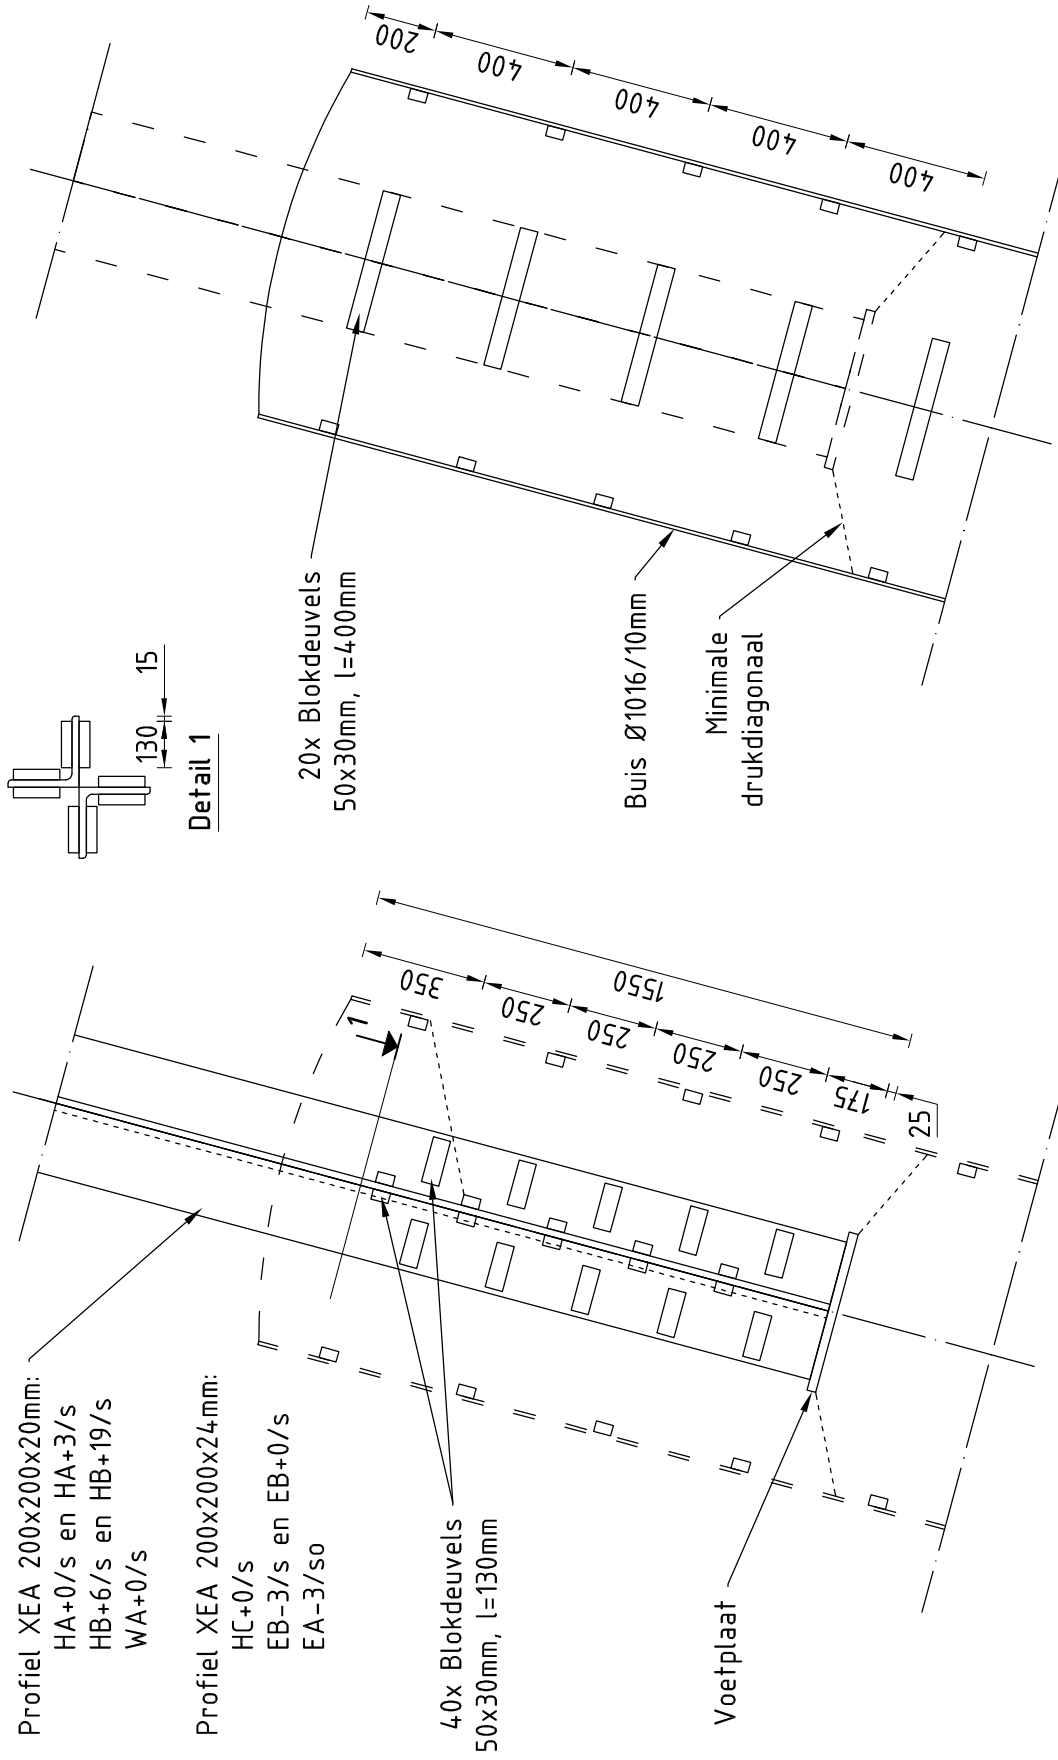 Profiel XEA 200x200x20mm:
HA+0/s en HA+3/s
HB+6/s en HB+19/s
WA+0/s
Profiel XEA 200x200x24mm:
HC+0/s
EB-3/s en EB+0/s
EA-3/so
40x Blokdeuvels
50x30mm, l=130mm
Voetplaat
1
350
250
250
250
250
175
25
1550
130
15
Detail 1
20x Blokdeuvels
50x30mm, l=400mm
Buis Ø1016/10mm
Minimale
drukdiagonaal
200
400
400
400
400